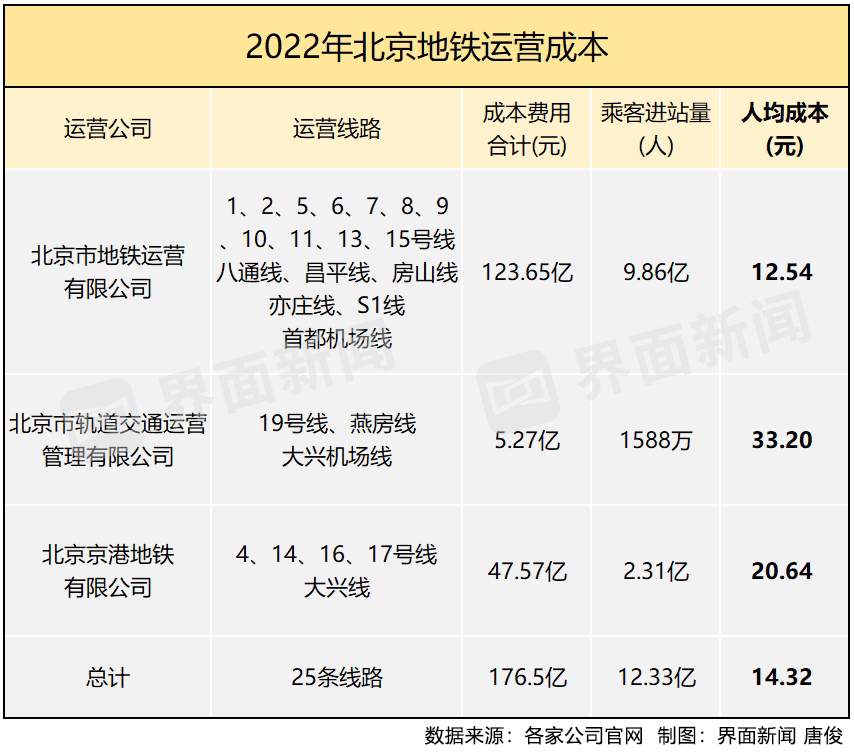 2022年北京地铁运营成本
运营公司
运营线路
成本费用
合计(元)
乘客进站量
(人)
人均成本
(元)
北京市地铁运营
有限公司
1、2、5、6、7、8、9
、10、11、13、15号线
八通线、昌平线、房山线
亦庄线、S1线
首都机场线
123.65亿
9.86亿
12.54
北京市轨道交通运营
管理有限公司
19号线、燕房线
大兴机场线
5.27亿
1588万
33.20
北京京港地铁
有限公司
4、14、16、17号线
大兴线
47.57亿
2.31亿
20.64
总计
25条线路
176.5亿
12.33亿
14.32
界面新闻
界面新闻
数据来源：各家公司官网 制图：界面新闻 唐俊